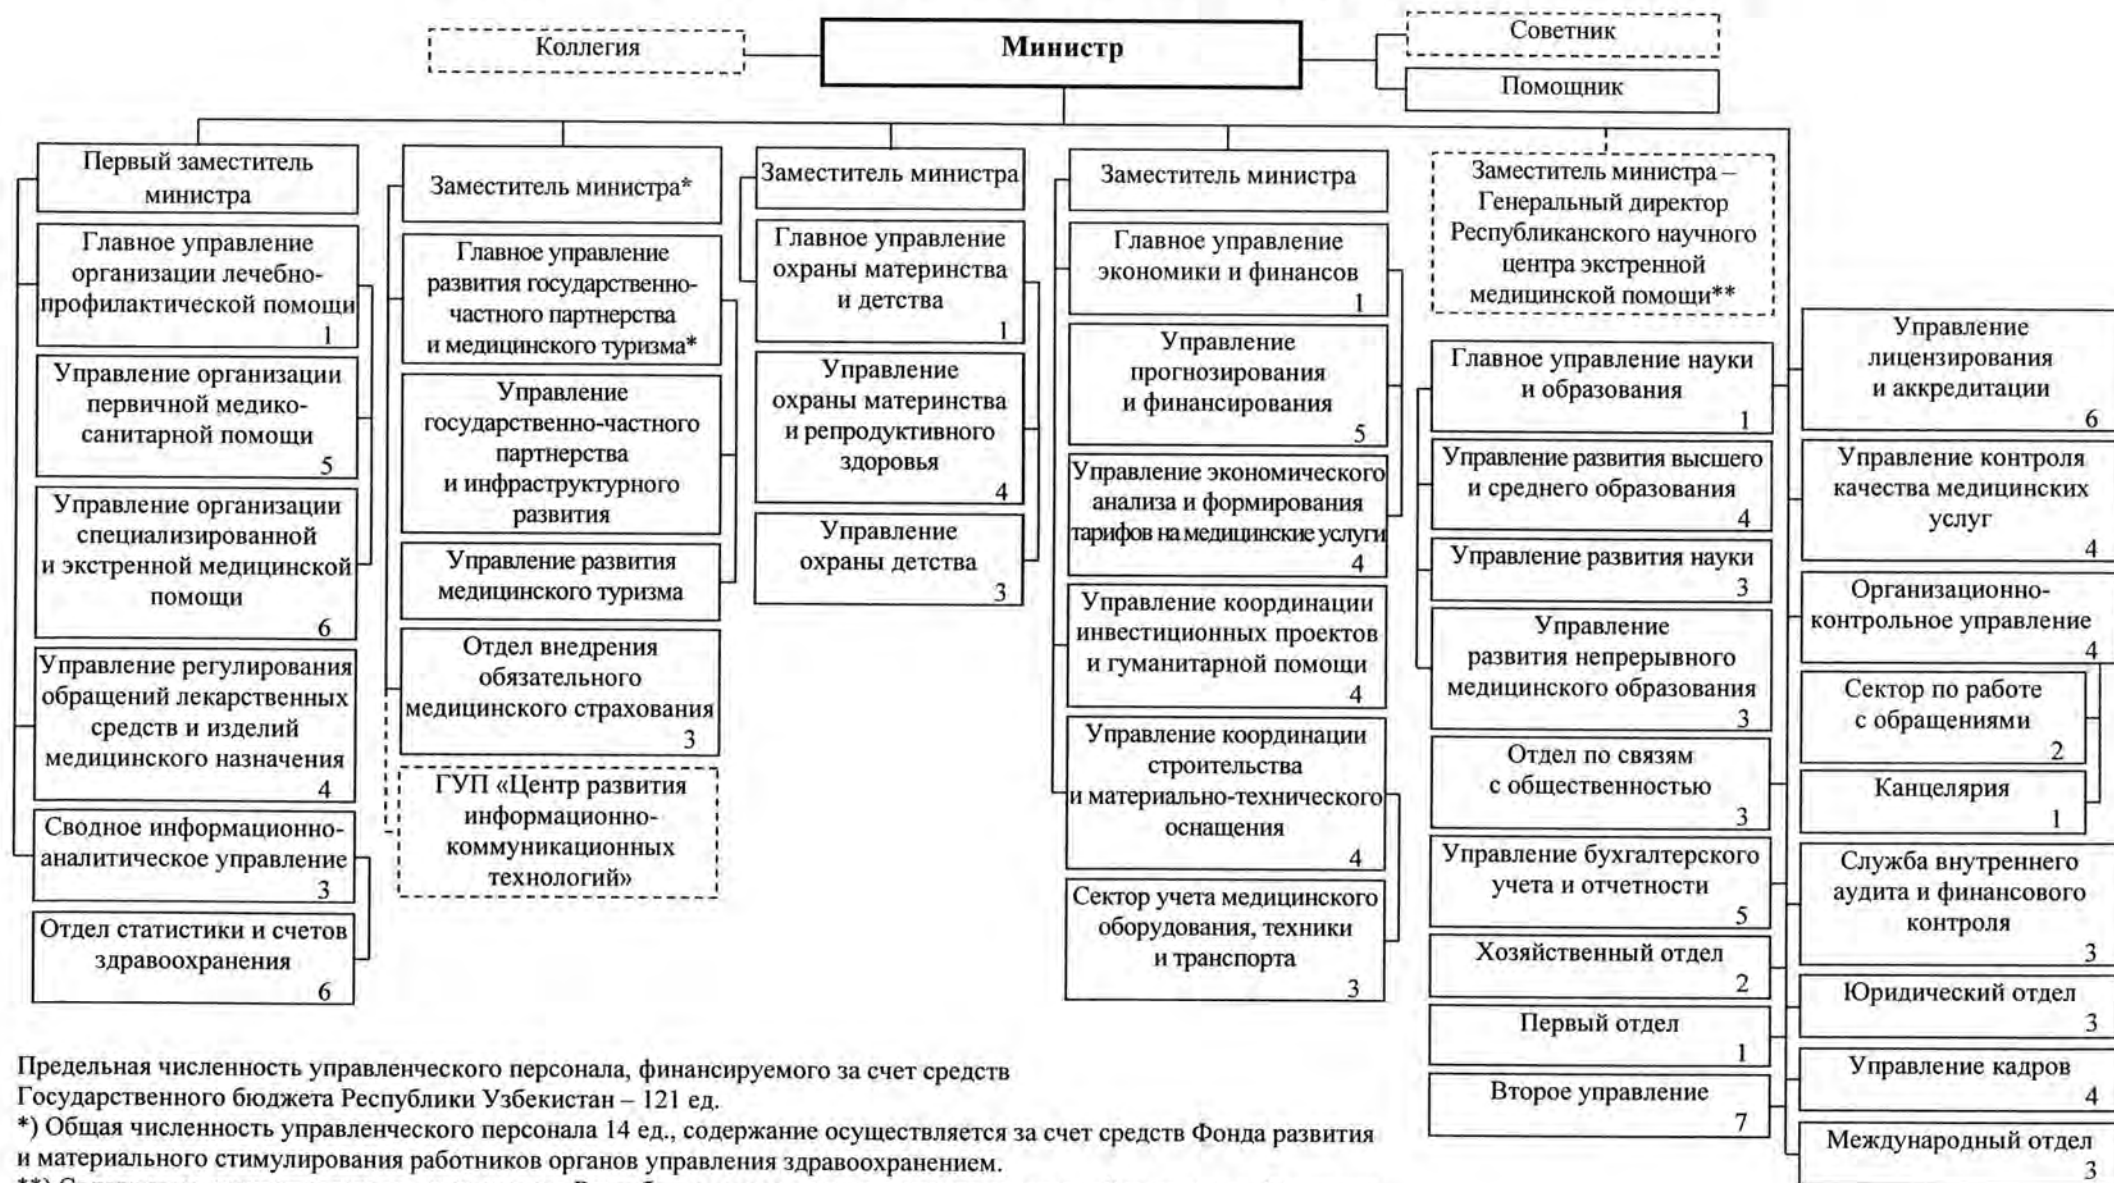 Коллегия
Министр
Советник
Помощник
Первый заместитель
министра
Главное управление
организации лечебно-
профилактической помощи
1
Управление организации
первичной медико-
санитарной помощи
5
Управление организации
специализированной
и экстренной медицинской
помощи
6
Управление регулирования
обращений лекарственных
средств и изделий
медицинского назначения
4
Сводное информационно-
аналитическое управление
3
Отдел статистики и счетов
здравоохранения
6
Заместитель министра*
Главное управление
развития государственно-
частного партнерства
и медицинского туризма*
Управление
государственно-частного
партнерства
и инфраструктурного
развития
Управление развития
медицинского туризма
Отдел внедрения
обязательного
медицинского страхования
3
ГУП «Центр развития
информационно-
коммуникационных
технологий»
Заместитель министра
Главное управление
охраны материнства
и детства
1
Управление
охраны материнства
и репродуктивного
здоровья
4
Управление
охраны детства
3
Заместитель министра
Главное управление
экономики и финансов
1
Управление
прогнозирования
и финансирования
5
Управление экономического
анализа и формирования
тарифов на медицинские услуги
4
Управление координации
инвестиционных проектов
и гуманитарной помощи
4
Управление координации
строительства
и материально-технического
оснащения
4
Сектор учета медицинского
оборудования, техники
и транспорта
3
Заместитель министра –
Генеральный директор
Республиканского научного
центра экстренной
медицинской помощи**
Главное управление науки
и образования
1
Управление развития высшего
и среднего образования
4
Управление развития науки
3
Управление
развития непрерывного
медицинского образования
3
Отдел по связям
с общественностью
3
Управление бухгалтерского
учета и отчетности
5
Хозяйственный отдел
2
Первый отдел
1
Второе управление
7
Управление
лицензирования
и аккредитации
6
Управление контроля
качества медицинских
услуг
4
Организационно-
контрольное управление
4
Сектор по работе
с обращениями
2
Канцелярия
1
Служба внутреннего
аудита и финансового
контроля
3
Юридический отдел
3
Управление кадров
4
Международный отдел
3
Предельная численность управленческого персонала, финансируемого за счет средств
Государственного бюджета Республики Узбекистан – 121 ед.
*) Общая численность управленческого персонала 14 ед., содержание осуществляется за счет средств Фонда развития
и материального стимулирования работников органов управления здравоохранением.